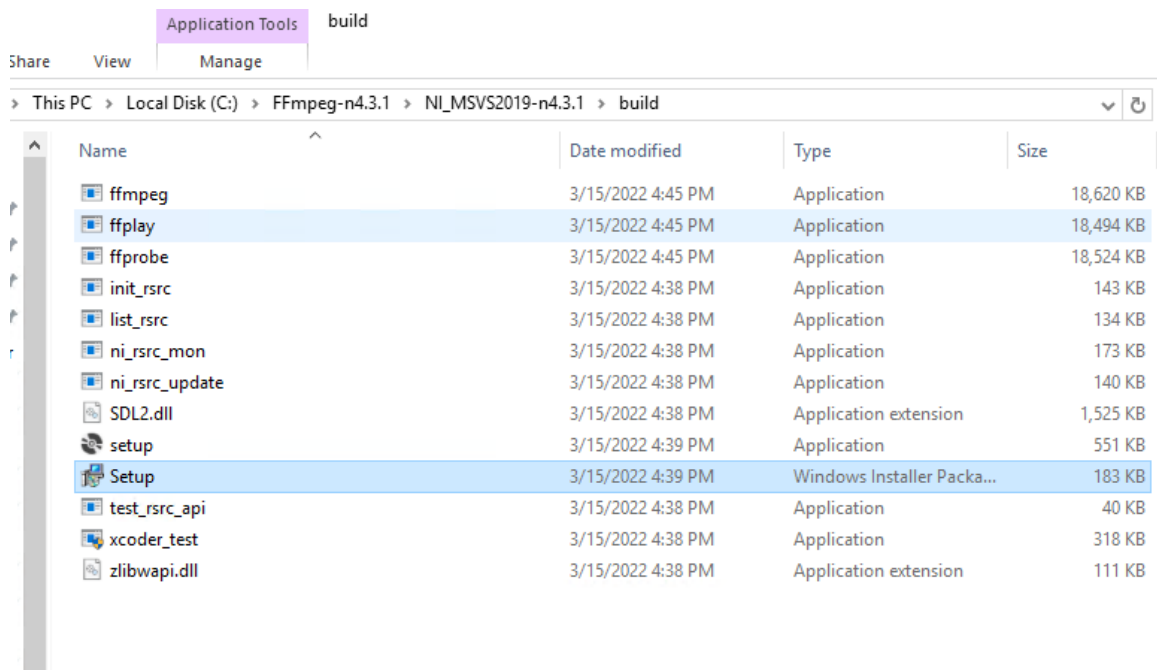 Application Tools build
Share View Manage
This PC > Local Disk (C:) > FFmpeg-n4.3.1 > NI_MSVS2019-n4.3.1 > build
Name Date modified Type Size
ffmpeg 3/15/2022 4:45 PM Application 18,620 KB
ffplay 3/15/2022 4:45 PM Application 18,494 KB
ffprobe 3/15/2022 4:45 PM Application 18,524 KB
init_rsrc 3/15/2022 4:38 PM Application 143 KB
list_rsrc 3/15/2022 4:38 PM Application 134 KB
ni_rsrc_mon 3/15/2022 4:38 PM Application 173 KB
ni_rsrc_update 3/15/2022 4:38 PM Application 140 KB
SDL2.dll 3/15/2022 4:38 PM Application extension 1,525 KB
setup 3/15/2022 4:39 PM Application 551 KB
Setup 3/15/2022 4:39 PM Windows Installer Packa... 183 KB
test_rsrc_api 3/15/2022 4:38 PM Application 40 KB
xcoder_test 3/15/2022 4:38 PM Application 318 KB
zlibwapi.dll 3/15/2022 4:38 PM Application extension 111 KB